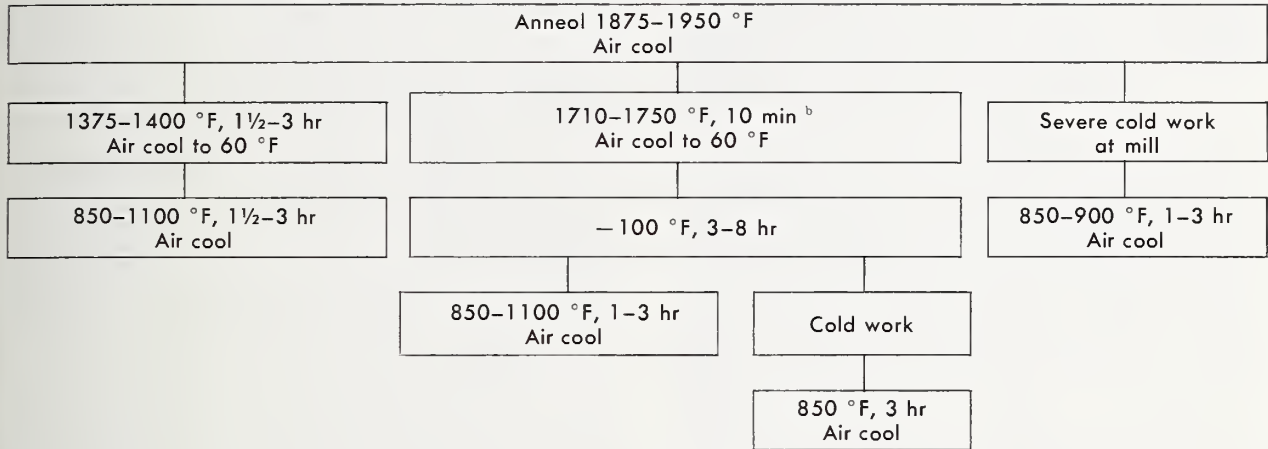 Anneol 1875–1950 °F
Air cool
1375–1400 °F, 1½–3 hr
Air cool to 60 °F
1710–1750 °F, 10 min ᵇ
Air cool to 60 °F
Severe cold work
at mill
850–1100 °F, 1½–3 hr
Air cool
—100 °F, 3–8 hr
850–900 °F, 1–3 hr
Air cool
850–1100 °F, 1–3 hr
Air cool
Cold work
850 °F, 3 hr
Air cool